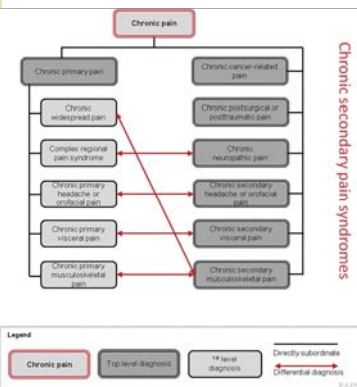 Chronic pain
Chronic primary pain
Chronic
widespread pain
Complex regional
pain syndrome
Chronic primary
headache or
orofacial pain
Chronic primary
visceral pain
Chronic primary
musculoskeletal
pain
Chronic cancer-related
pain
Chronic postsurgical or
posttraumatic pain
Chronic
neuropathic pain
Chronic secondary
headache or orofacial
pain
Chronic secondary
visceral pain
Chronic secondary
musculoskeletal pain
Chronic secondary pain syndromes
Legend
Chronic pain
Top level diagnosis
level
diagnosis
Directly subordinate
Differential diagnosis